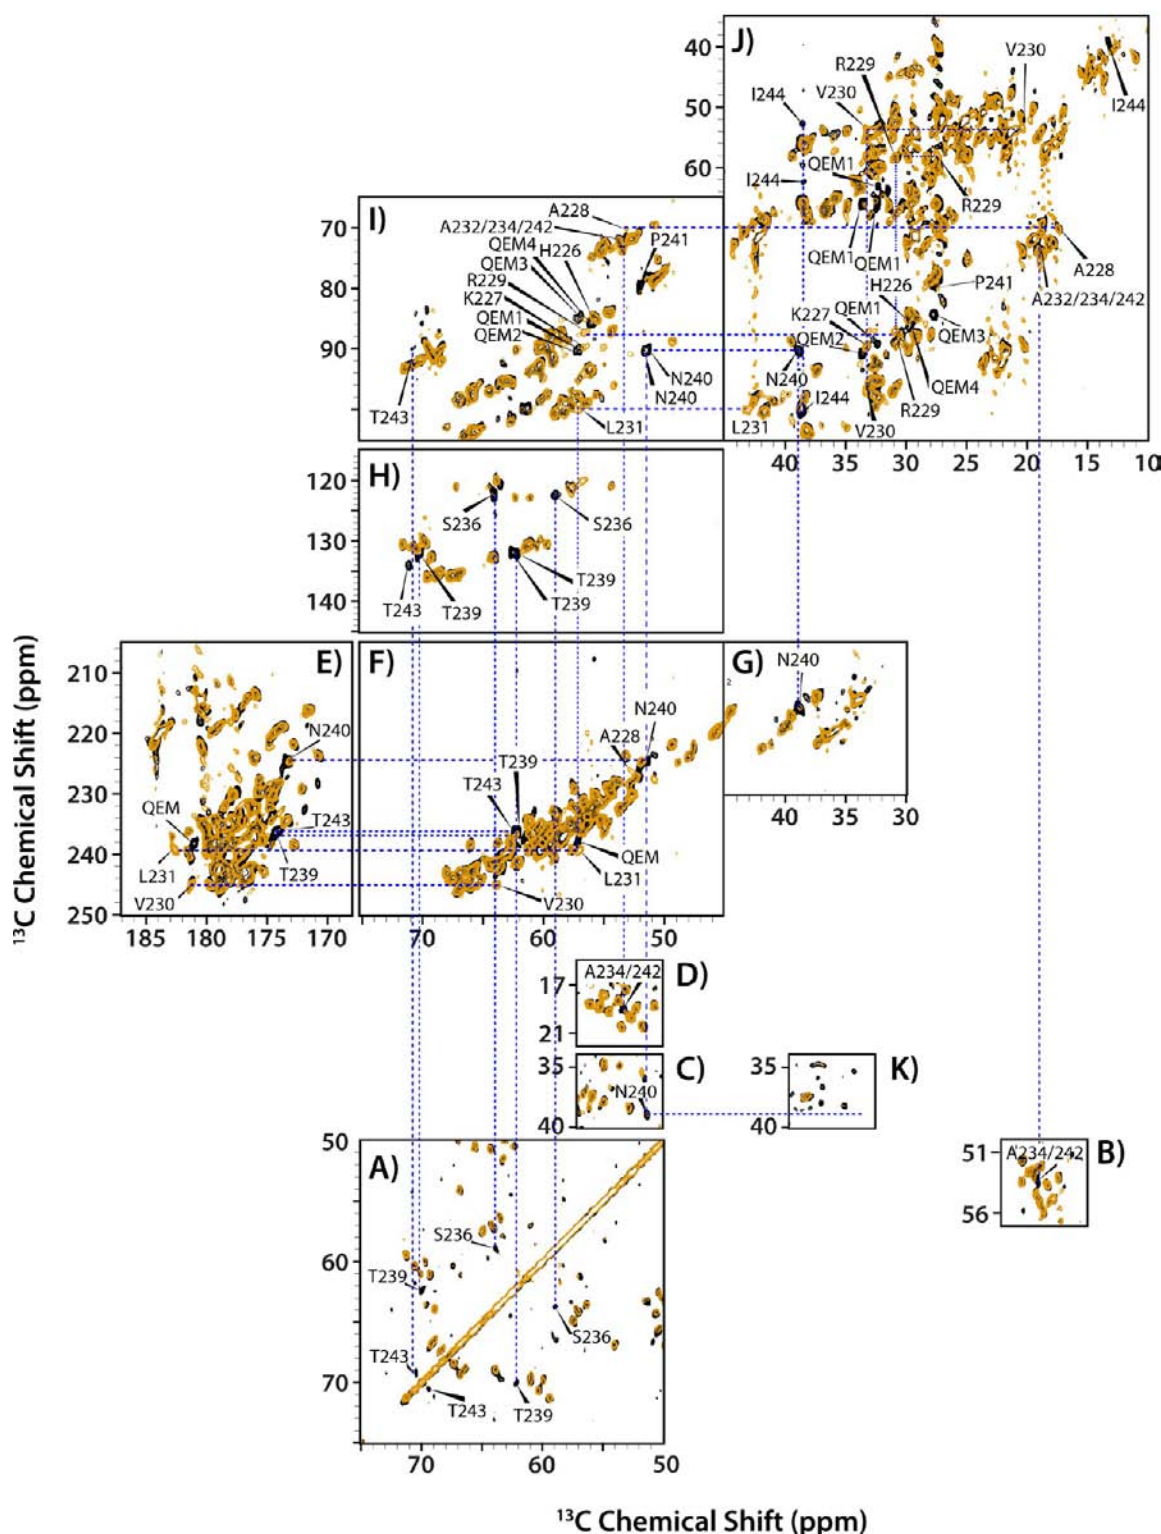 J)
40
50
60
I244
V230
R229
V230
I244
QEM1
I244
R229
QEM1
QEM1
H226
P241
A228
A232/234/242
K227
QEM1
QEM2
QEM3
N240
QEM4
I244
R229
L231
V230
40 30 20 10
I)
70
80
90
A228
A232/234/242
QEM4
H226
QEM3
P241
R229
K227
QEM1
QEM2
N240
N240
T243
L231
H)
120
130
140
S236
S236
T239
T243
T239
T239
¹³C Chemical Shift (ppm)
E)
210
220
230
240
250
N240
QEM
T243
L231
T239
V230
185 180 175 170
F)
N240
A228
T239
T243
QEM
L231
V230
70 60 50
G)
2
N240
40 30
D)
17
21
A234/242
C)
35
40
N240
K)
35
40
B)
51
56
A234/242
A)
50
60
70
S236
T239
S236
T243
T243
T239
70 60 50
¹³C Chemical Shift (ppm)